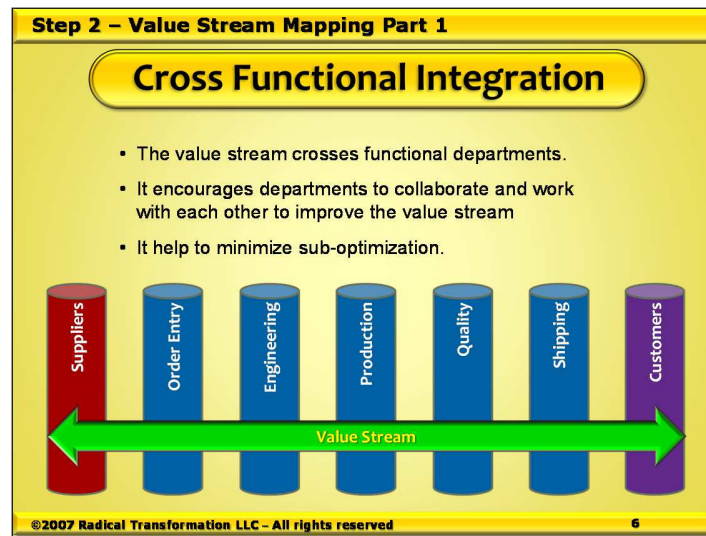 Step 2 – Value Stream Mapping Part 1
Cross Functional Integration
• The value stream crosses functional departments.
• It encourages departments to collaborate and work
with each other to improve the value stream
• It help to minimize sub-optimization.
Suppliers
Order Entry
Engineering
Production
Quality
Shipping
Customers
Value Stream
©2007 Radical Transformation LLC – All rights reserved
6